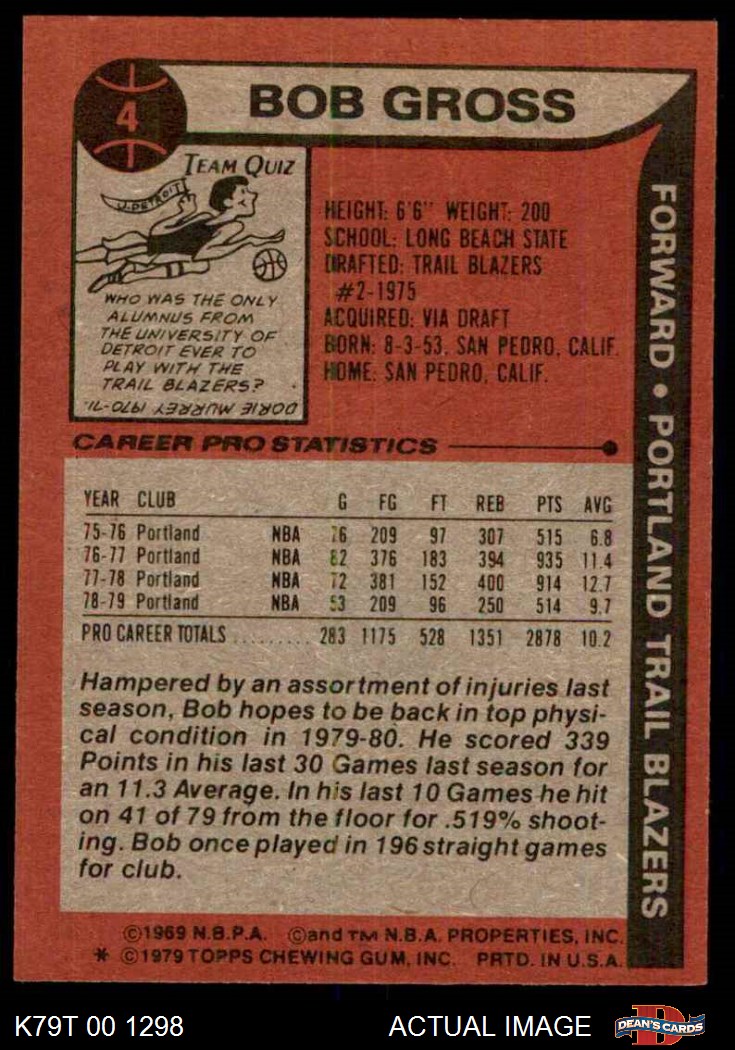 4
BOB GROSS
TEAM QUIZ
U. DETROIT
WHO WAS THE ONLY
ALUMNUS FROM
THE UNIVERSITY OF
DETROIT EVER TO
PLAY WITH THE
TRAIL BLAZERS?
DORIE MURREY 1970-71.
HEIGHT: 6'6" WEIGHT: 200
SCHOOL: LONG BEACH STATE
DRAFTED: TRAIL BLAZERS
#2-1975
ACQUIRED: VIA DRAFT
BORN: 8-3-53, SAN PEDRO, CALIF.
HOME: SAN PEDRO, CALIF.
FORWARD • PORTLAND TRAIL BLAZERS
CAREER PRO STATISTICS
YEAR CLUB G FG FT REB PTS AVG
75-76 Portland NBA 76 209 97 307 515 6.8
76-77 Portland NBA 82 376 183 394 935 11.4
77-78 Portland NBA 72 381 152 400 914 12.7
78-79 Portland NBA 53 209 96 250 514 9.7
PRO CAREER TOTALS ......... 283 1175 528 1351 2878 10.2
Hampered by an assortment of injuries last
season, Bob hopes to be back in top physi-
cal condition in 1979-80. He scored 339
Points in his last 30 Games last season for
an 11.3 Average. In his last 10 Games he hit
on 41 of 79 from the floor for .519% shoot-
ing. Bob once played in 196 straight games
for club.
©1969 N.B.P.A. ©and TM N.B.A. PROPERTIES, INC.
* ©1979 TOPPS CHEWING GUM, INC. PRTD. IN U.S.A.
K79T 00 1298 ACTUAL IMAGE
D
DEAN'S CARDS